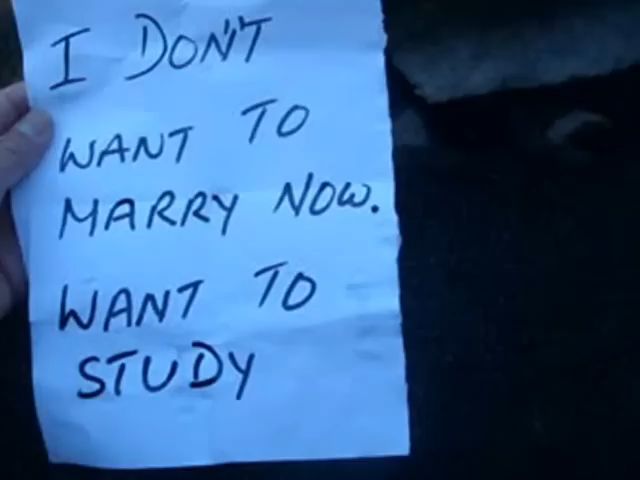 I DON'T
WANT TO
MARRY NOW.
WANT TO
STUDY